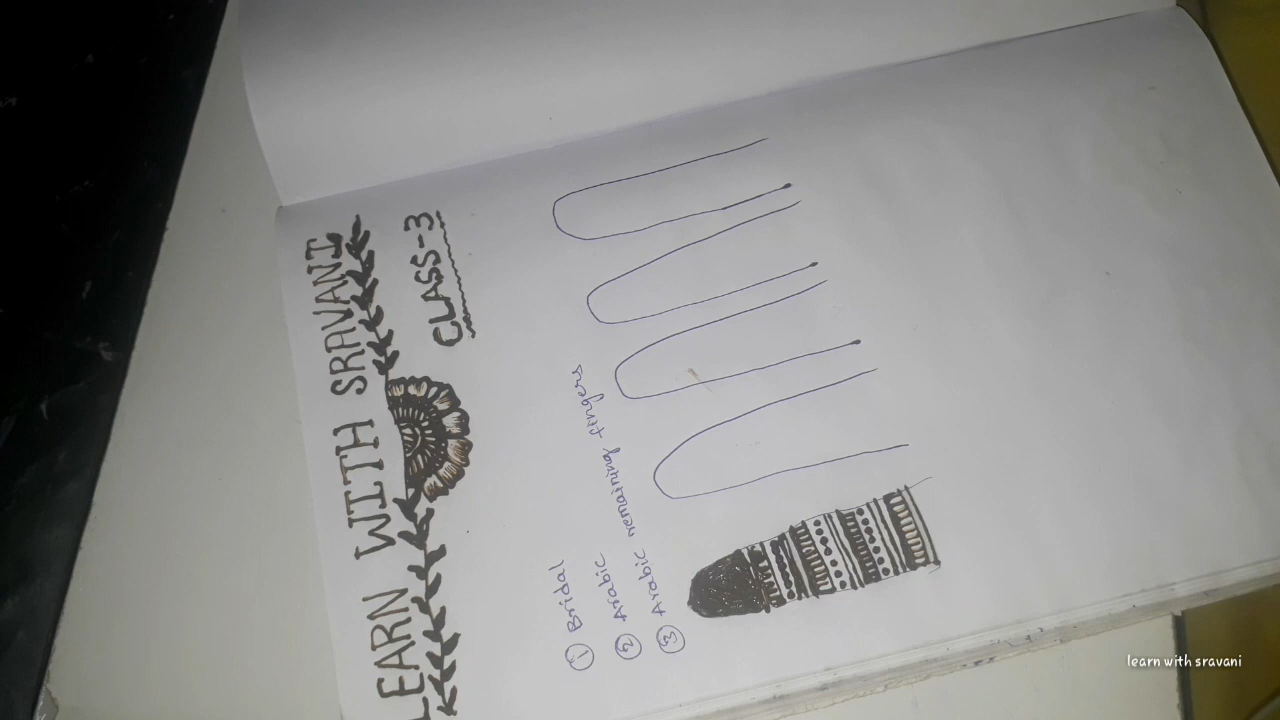 LEARN WITH SRAVANI
CLASS-3
① Bridal
② Arabic
③ Arabic remaining fingers
learn with sravani